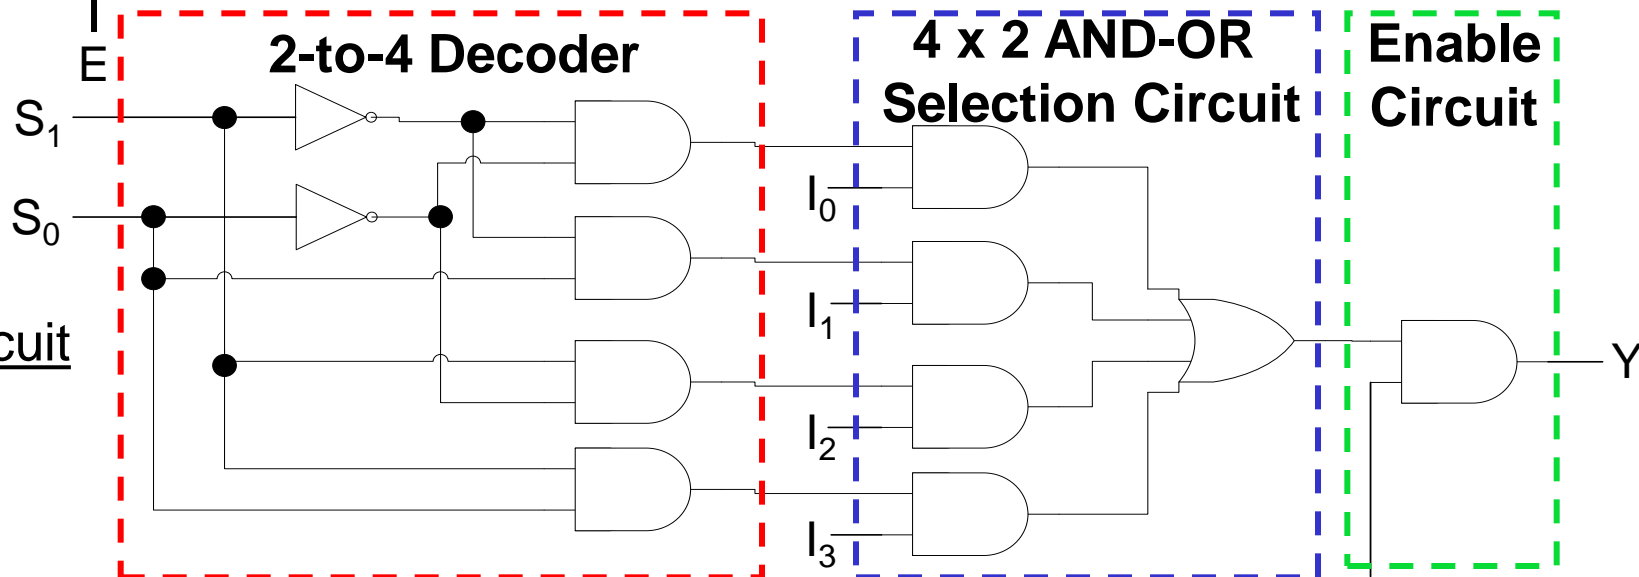 E
2-to-4 Decoder
4 x 2 AND-OR
Selection Circuit
Enable
Circuit
S1
S0
I0
I1
I2
I3
cuit
Y